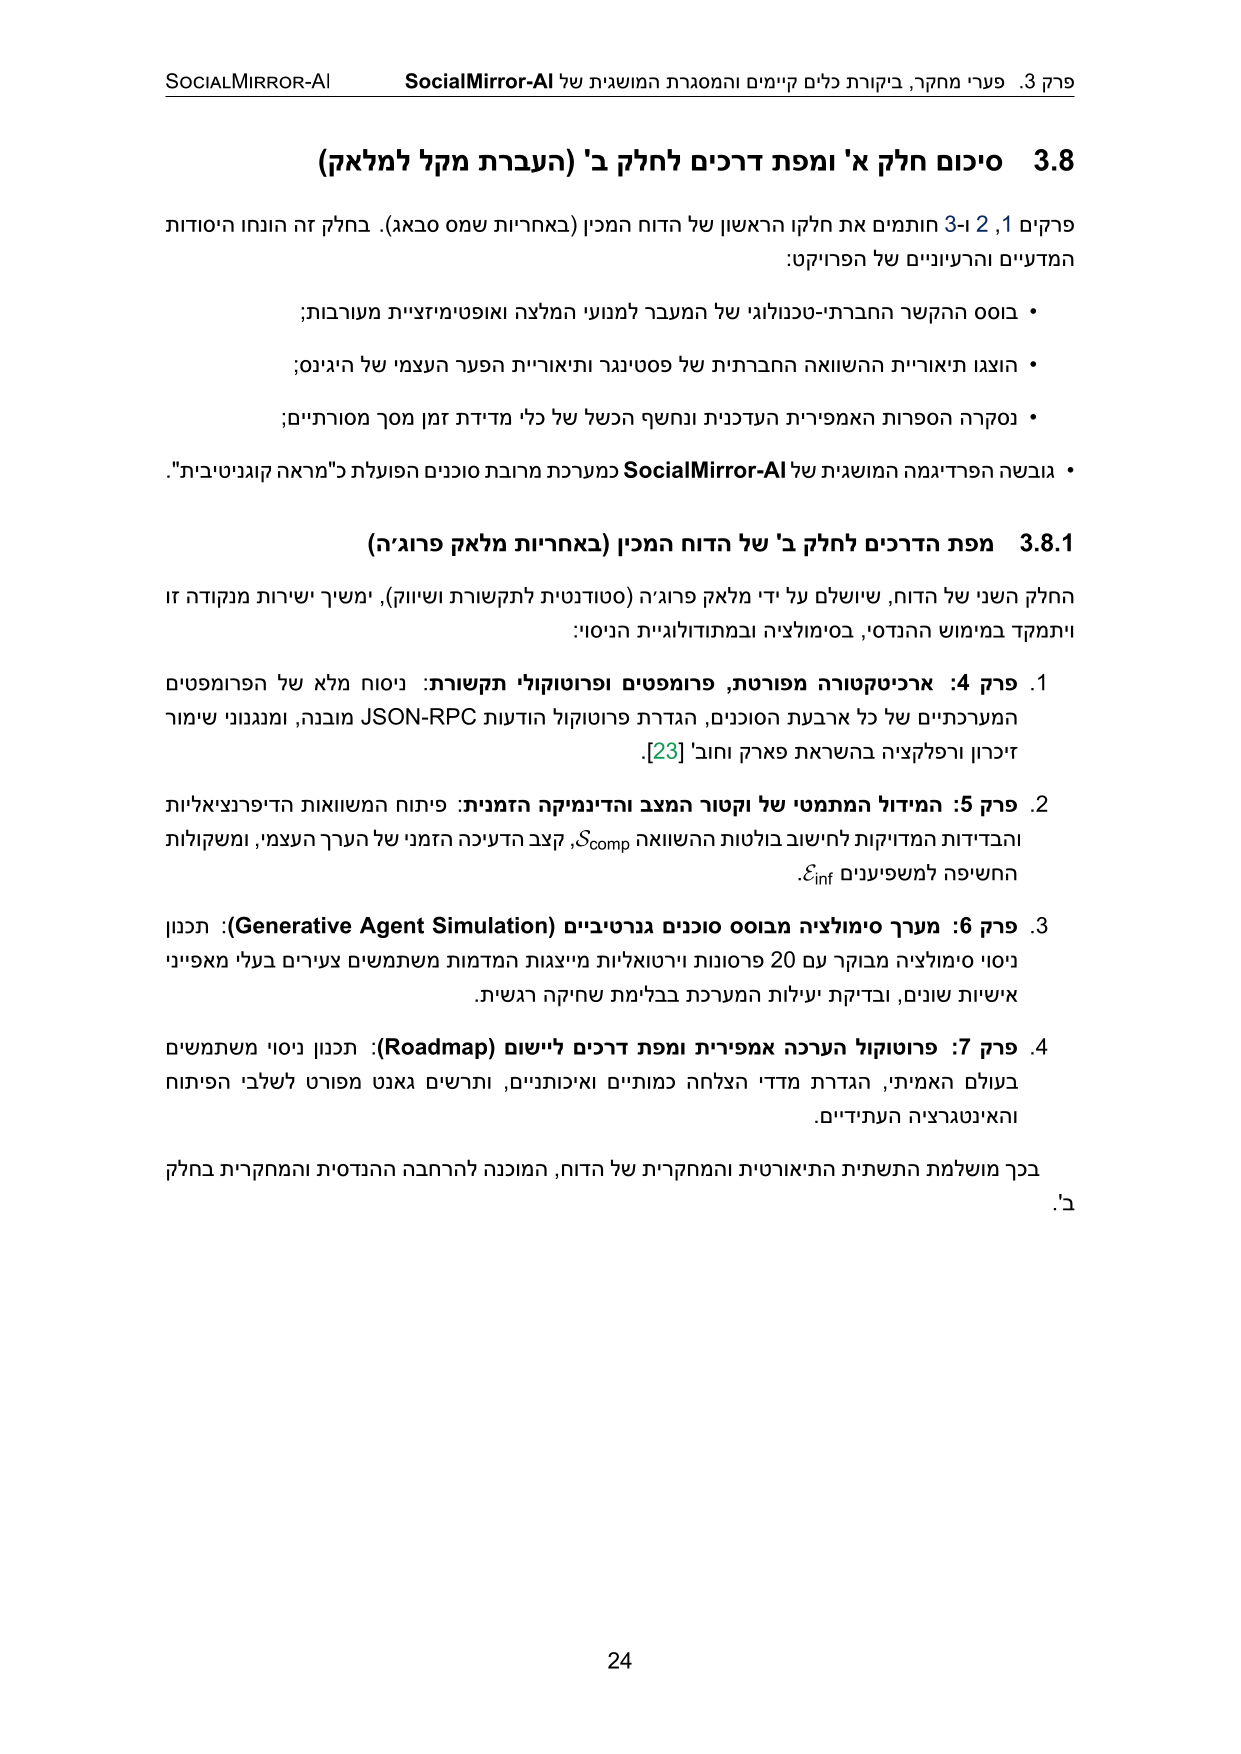 פרק 3. פערי מחקר, ביקורת כלים קיימים והמסגרת המושגית של SocialMirror-AI SOCIALMIRROR-AI
3.8 סיכום חלק א' ומפת דרכים לחלק ב' (העברת מקל למלאק)
פרקים 1, 2 ו-3 חותמים את חלקו הראשון של הדוח המכין (באחריות שמס סבאג). בחלק זה הונחו היסודות
המדעיים והרעיוניים של הפרויקט:
• בוסס ההקשר החברתי-טכנולוגי של המעבר למנועי המלצה ואופטימיזציית מעורבות;
• הוצגו תיאוריית ההשוואה החברתית של פסטינגר ותיאוריית הפער העצמי של היגינס;
• נסקרה הספרות האמפירית העדכנית ונחשף הכשל של כלי מדידת זמן מסך מסורתיים;
• גובשה הפרדיגמה המושגית של SocialMirror-AI כמערכת מרובת סוכנים הפועלת כ"מראה קוגניטיבית".
3.8.1 מפת הדרכים לחלק ב' של הדוח המכין (באחריות מלאק פרוג׳ה)
החלק השני של הדוח, שיושלם על ידי מלאק פרוג׳ה (סטודנטית לתקשורת ושיווק), ימשיך ישירות מנקודה זו
ויתמקד במימוש ההנדסי, בסימולציה ובמתודולוגיית הניסוי:
1. פרק 4: ארכיטקטורה מפורטת, פרומפטים ופרוטוקולי תקשורת: ניסוח מלא של הפרומפטים
המערכתיים של כל ארבעת הסוכנים, הגדרת פרוטוקול הודעות JSON-RPC מובנה, ומנגנוני שימור
זיכרון ורפלקציה בהשראת פארק וחוב' [23].
2. פרק 5: המידול המתמטי של וקטור המצב והדינמיקה הזמנית: פיתוח המשוואות הדיפרנציאליות
והבדידות המדויקות לחישוב בולטות ההשוואה 𝒮comp, קצב הדעיכה הזמני של הערך העצמי, ומשקולות
החשיפה למשפיענים ℰinf.
3. פרק 6: מערך סימולציה מבוסס סוכנים גנרטיביים (Generative Agent Simulation): תכנון
ניסוי סימולציה מבוקר עם 20 פרסונות וירטואליות מייצגות המדמות משתמשים צעירים בעלי מאפייני
אישיות שונים, ובדיקת יעילות המערכת בבלימת שחיקה רגשית.
4. פרק 7: פרוטוקול הערכה אמפירית ומפת דרכים ליישום (Roadmap): תכנון ניסוי משתמשים
בעולם האמיתי, הגדרת מדדי הצלחה כמותיים ואיכותניים, ותרשים גאנט מפורט לשלבי הפיתוח
והאינטגרציה העתידיים.
בכך מושלמת התשתית התיאורטית והמחקרית של הדוח, המוכנה להרחבה ההנדסית והמחקרית בחלק
ב'.
24